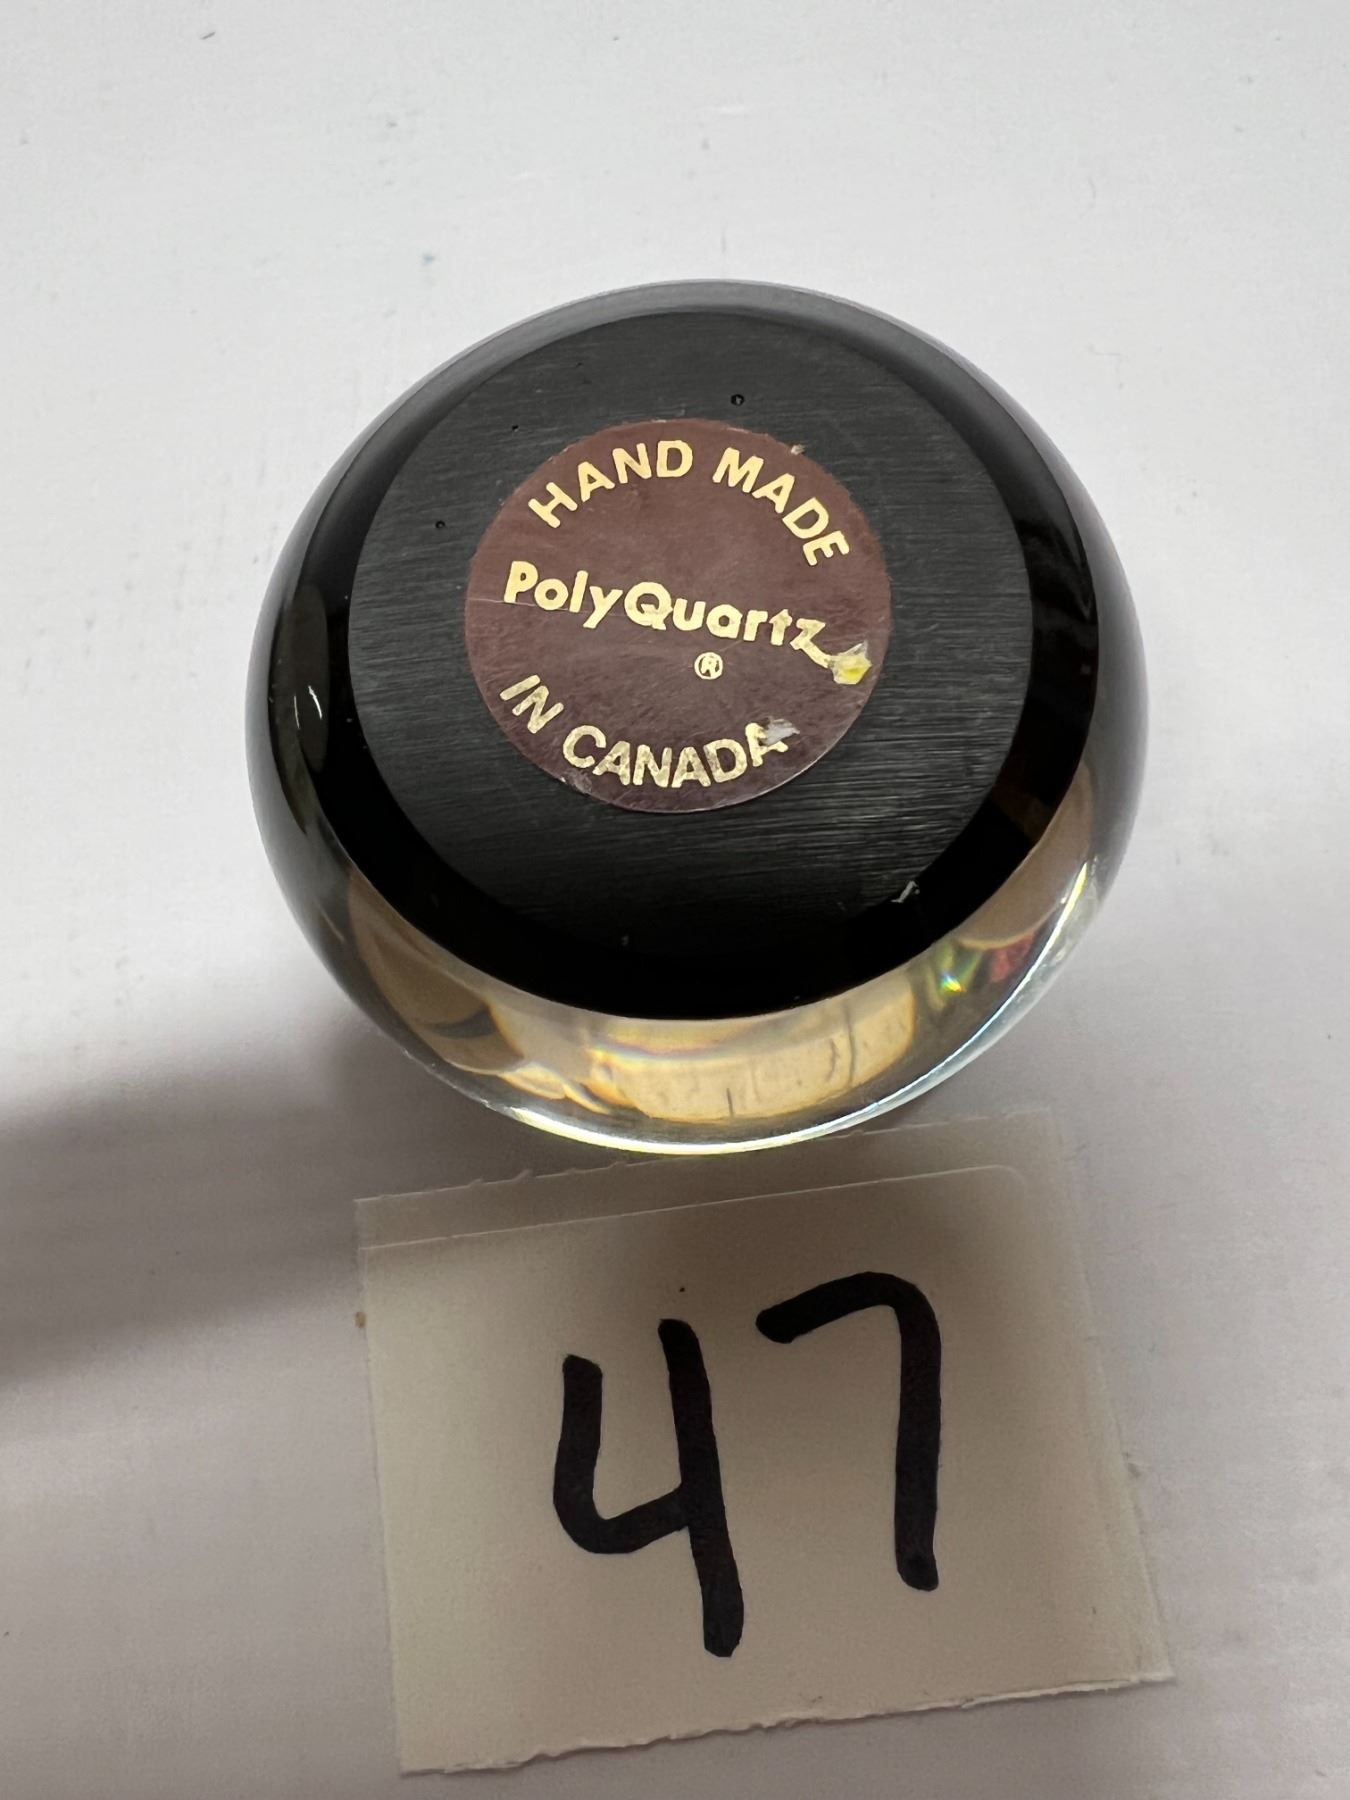 HAND MADE
PolyQuartz
®
IN CANADA
47